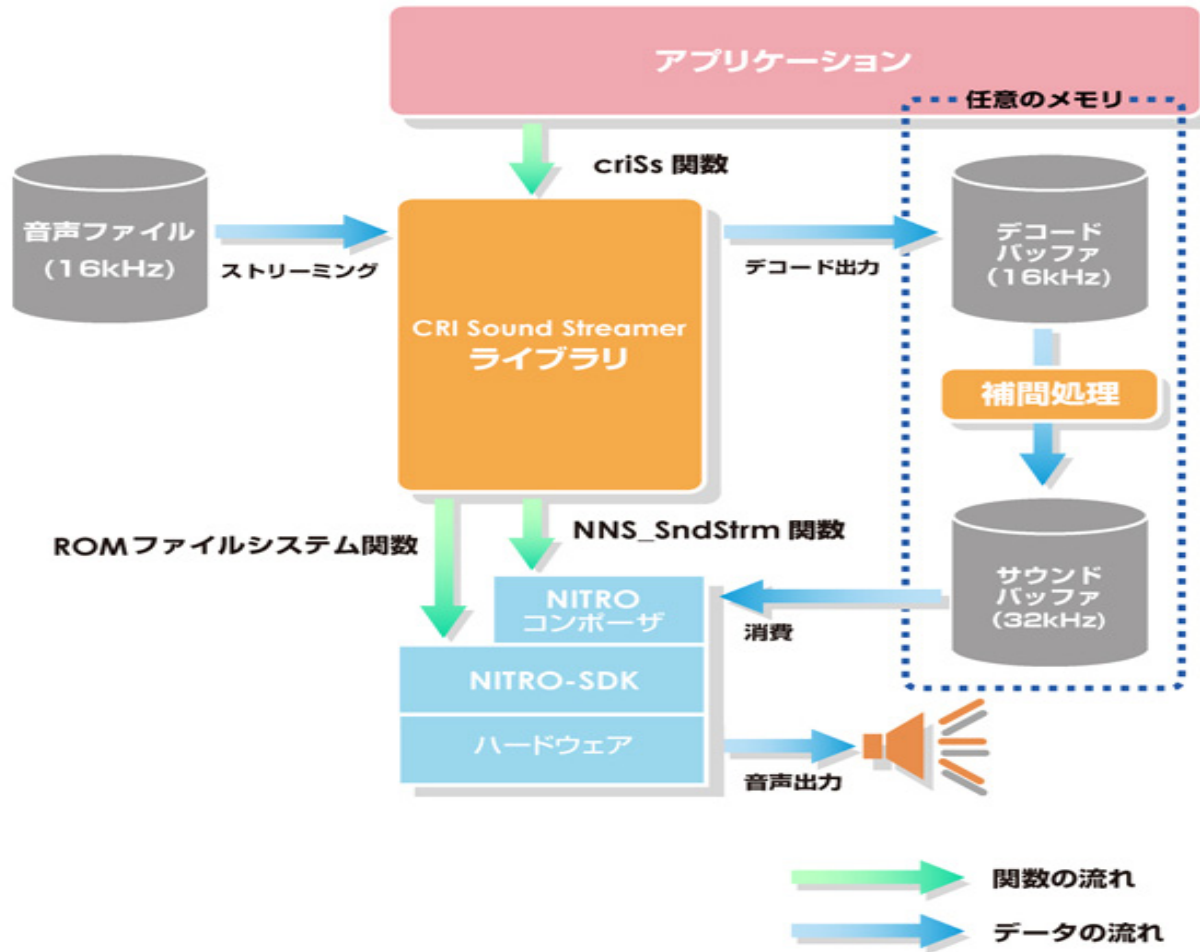 アプリケーション
任意のメモリ
criSs 関数
音声ファイル
(16kHz)
ストリーミング
CRI Sound Streamer
ライブラリ
デコード出力
デコード
バッファ
(16kHz)
補間処理
ROMファイルシステム関数
NNS_SndStrm 関数
サウンド
バッファ
(32kHz)
消費
NITRO
コンポーザ
NITRO-SDK
ハードウェア
音声出力
関数の流れ
データの流れ